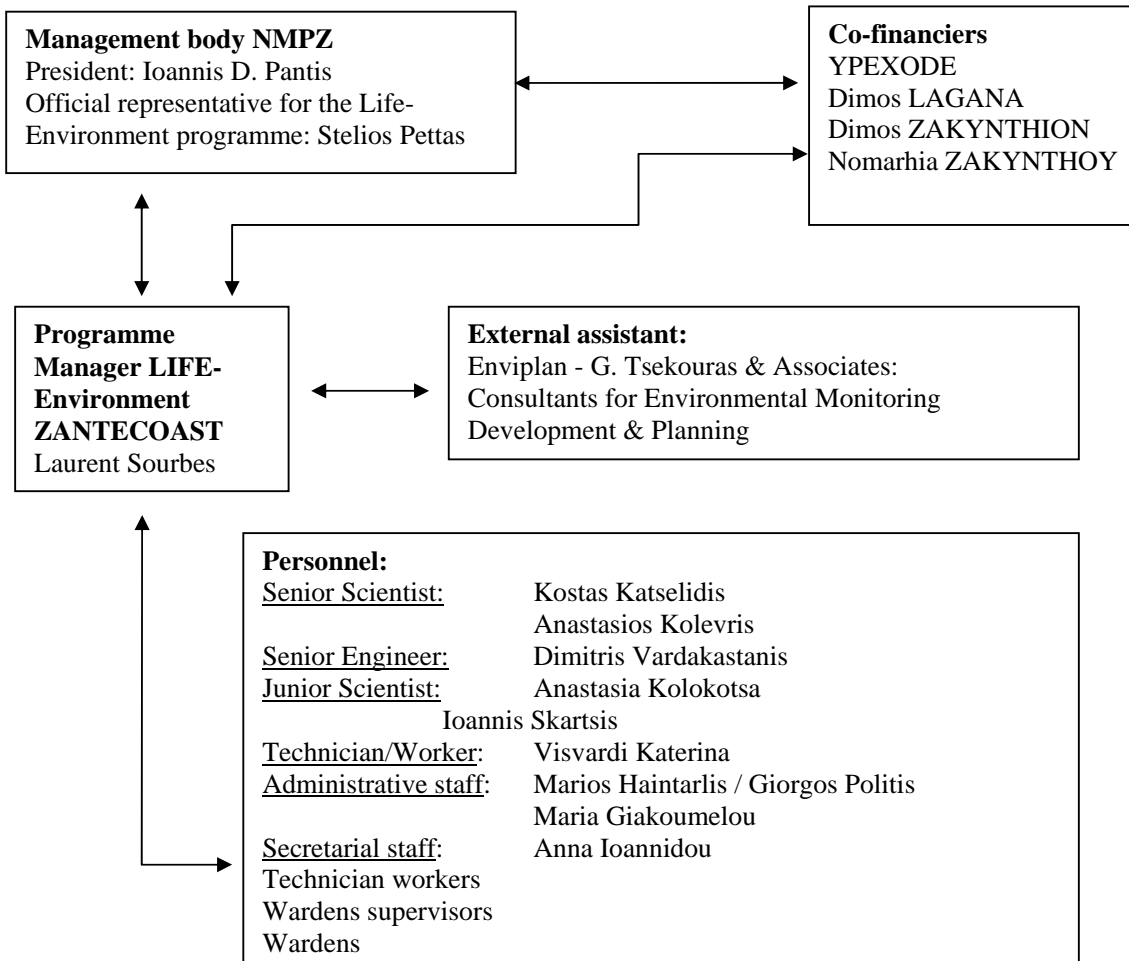 Management body NMPZ
President: Ioannis D. Pantis
Official representative for the Life-
Environment programme: Stelios Pettas
Co-financiers
YPEXODE
Dimos LAGANA
Dimos ZAKYNTHION
Nomarhia ZAKYNTHOY
Programme
Manager LIFE-
Environment
ZANTECOAST
Laurent Sourbes
External assistant:
Enviplan - G. Tsekouras & Associates:
Consultants for Environmental Monitoring
Development & Planning
Personnel:
Senior Scientist: Kostas Katselidis
Anastasios Kolevris
Senior Engineer: Dimitris Vardakastanis
Junior Scientist: Anastasia Kolokotsa
Ioannis Skartsis
Technician/Worker: Visvardi Katerina
Administrative staff: Marios Haintarlis / Giorgos Politis
Maria Giakoumelou
Secretarial staff: Anna Ioannidou
Technician workers
Wardens supervisors
Wardens